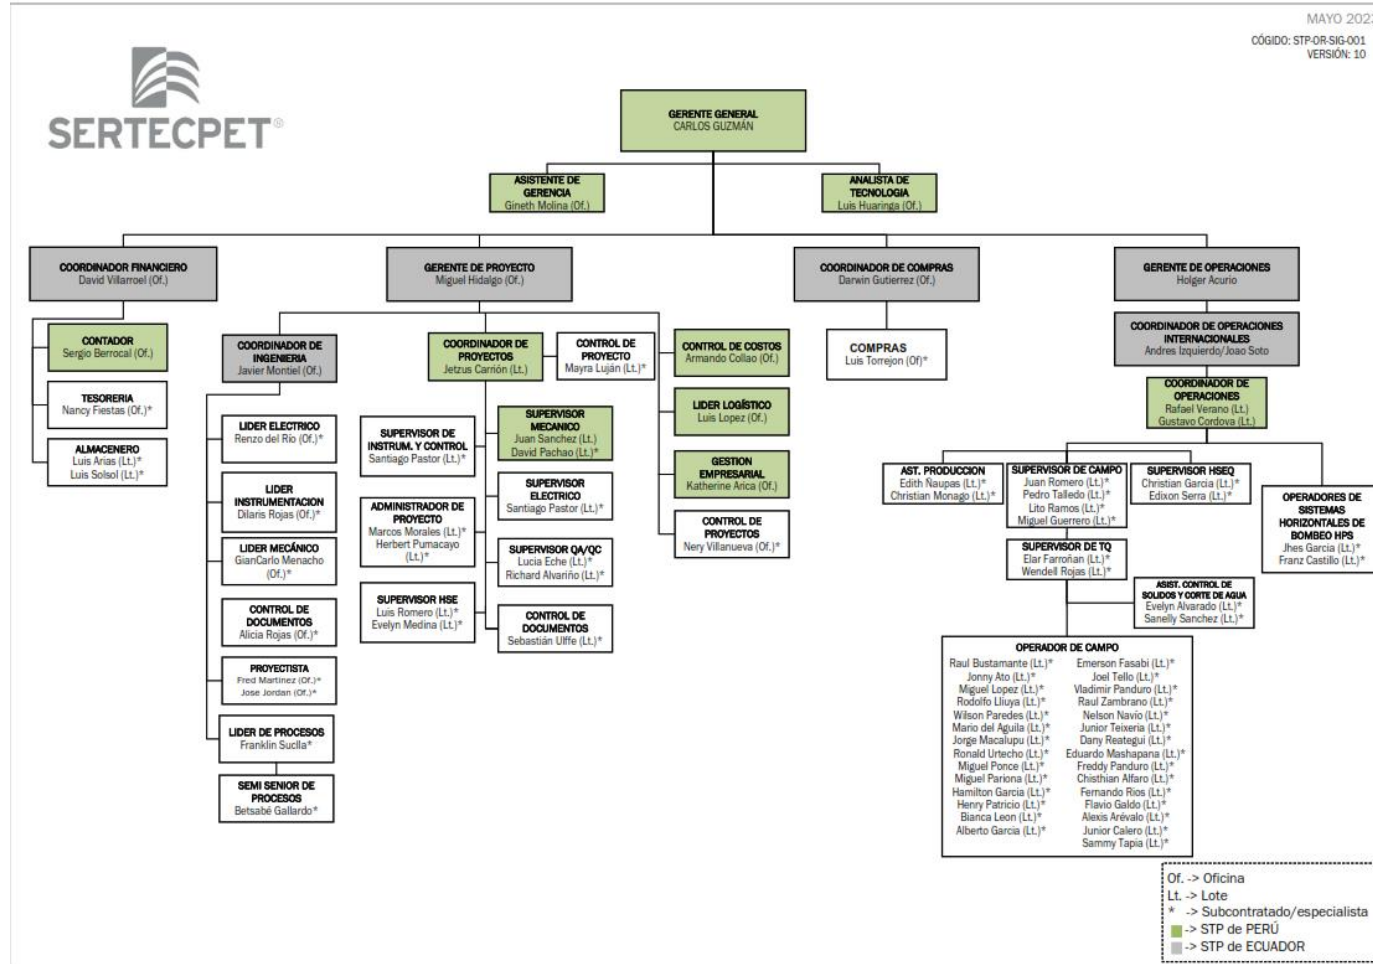 MAYO 2023
CÓGIDO: STP-OR-SIG-001
VERSIÓN: 10
SERTECPET®
GERENTE GENERAL
CARLOS GUZMÁN
ASISTENTE DE
GERENCIA
Gineth Molina (Of.)
ANALISTA DE
TECNOLOGIA
Luis Huaringa (Of.)
COORDINADOR FINANCIERO
David Villarroel (Of.)
GERENTE DE PROYECTO
Miguel Hidalgo (Of.)
COORDINADOR DE COMPRAS
Darwin Gutierrez (Of.)
GERENTE DE OPERACIONES
Holger Acurio
CONTADOR
Sergio Berrocal (Of.)
TESORERIA
Nancy Fiestas (Of.)*
ALMACENERO
Luis Arias (Lt.)*
Luis Solsol (Lt.)*
COORDINADOR DE
INGENIERIA
Javier Montiel (Of.)
LIDER ELECTRICO
Renzo del Río (Of.)*
LIDER
INSTRUMENTACION
Dilaris Rojas (Of.)*
LIDER MECÁNICO
GianCarlo Menacho
(Of.)*
CONTROL DE
DOCUMENTOS
Alicia Rojas (Of.)*
PROYECTISTA
Fred Martinez (Of.)*
Jose Jordan (Of.)*
LIDER DE PROCESOS
Franklin Suclla*
SEMI SENIOR DE
PROCESOS
Betsabé Gallardo*
COORDINADOR DE
PROYECTOS
Jetzus Carrión (Lt.)
CONTROL DE
PROYECTO
Mayra Luján (Lt.)*
SUPERVISOR DE
INSTRUM. Y CONTROL
Santiago Pastor (Lt.)*
ADMINISTRADOR DE
PROYECTO
Marcos Morales (Lt.)*
Herbert Pumacayo
(Lt.)*
SUPERVISOR HSE
Luis Romero (Lt.)*
Evelyn Medina (Lt.)*
SUPERVISOR
MECANICO
Juan Sanchez (Lt.)
David Pachao (Lt.)*
SUPERVISOR
ELECTRICO
Santiago Pastor (Lt.)*
SUPERVISOR QA/QC
Lucia Eche (Lt.)*
Richard Alvariño (Lt.)*
CONTROL DE
DOCUMENTOS
Sebastián Ulffe (Lt.)*
CONTROL DE COSTOS
Armando Collao (Of.)
LIDER LOGÍSTICO
Luis Lopez (Of.)
GESTION
EMPRESARIAL
Katherine Arica (Of.)
CONTROL DE
PROYECTOS
Nery Villanueva (Of.)*
COMPRAS
Luis Torrejon (Of)*
COORDINADOR DE OPERACIONES
INTERNACIONALES
Andres Izquierdo/Joao Soto
COORDINADOR DE
OPERACIONES
Rafael Verano (Lt.)
Gustavo Cordova (Lt.)
AST. PRODUCCION
Edith Ñaupas (Lt.)*
Christian Monago (Lt.)*
SUPERVISOR DE CAMPO
Juan Romero (Lt.)*
Pedro Talledo (Lt.)*
Lito Ramos (Lt.)*
Miguel Guerrero (Lt.)*
SUPERVISOR HSEQ
Christian Garcia (Lt.)*
Edixon Serra (Lt.)*
OPERADORES DE
SISTEMAS
HORIZONTALES DE
BOMBEO HPS
Jhes Garcia (Lt.)*
Franz Castillo (Lt.)*
SUPERVISOR DE TQ
Elar Farroñan (Lt.)*
Wendell Rojas (Lt.)*
ASIST. CONTROL DE
SOLIDOS Y CORTE DE AGUA
Evelyn Alvarado (Lt.)*
Sanelly Sanchez (Lt.)*
OPERADOR DE CAMPO
Raul Bustamante (Lt.)*
Jonny Ato (Lt.)*
Miguel Lopez (Lt.)*
Rodolfo Lliuya (Lt.)*
Wilson Paredes (Lt.)*
Mario del Aguila (Lt.)*
Jorge Macalupu (Lt.)*
Ronald Urtecho (Lt.)*
Miguel Ponce (Lt.)*
Miguel Pariona (Lt.)*
Hamilton Garcia (Lt.)*
Henry Patricio (Lt.)*
Bianca Leon (Lt.)*
Alberto Garcia (Lt.)*
Emerson Fasabi (Lt.)*
Joel Tello (Lt.)*
Vladimir Panduro (Lt.)*
Raul Zambrano (Lt.)*
Nelson Navío (Lt.)*
Junior Teixeria (Lt.)*
Dany Reategui (Lt.)*
Eduardo Mashapana (Lt.)*
Freddy Panduro (Lt.)*
Chisthian Alfaro (Lt.)*
Fernando Rios (Lt.)*
Flavio Galdo (Lt.)*
Alexis Arévalo (Lt.)*
Junior Calero (Lt.)*
Sammy Tapia (Lt.)*
Of. -> Oficina
Lt. -> Lote
* -> Subcontratado/especialista
-> STP de PERÚ
-> STP de ECUADOR